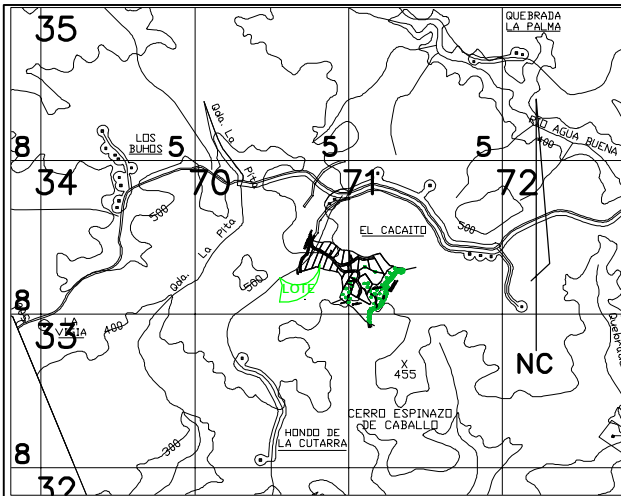 35
QUEBRADA
LA PALMA
RIO AGUA BUENA
400
Qda. La Pita
LOS
BUHOS
8
5
5
5
34
70
71
72
500
500
EL CACAITO
Qda. La Pita
500
LOTE
8
33
LA
VIGIA
400
X
455
NC
Quebrada
CERRO ESPINAZO
DE CABALLO
HONDO DE
LA CUTARRA
300
8
32